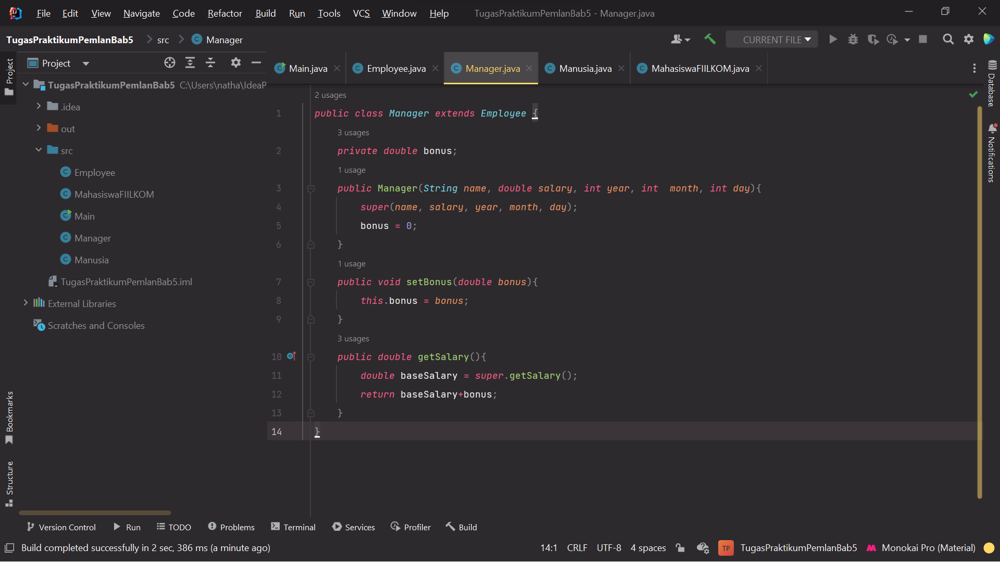 File Edit View Navigate Code Refactor Build Run Tools VCS Window Help TugasPraktikumPemlanBab5 - Manager.java
TugasPraktikumPemlanBab5 src Manager CURRENT FILE
Project
Project
Main.java Employee.java Manager.java Manusia.java MahasiswaFIILKOM.java
Database
Notifications
TugasPraktikumPemlanBab5 C:\Users\natha\IdeaP
.idea
out
src
Employee
MahasiswaFIILKOM
Main
Manager
Manusia
TugasPraktikumPemlanBab5.iml
External Libraries
Scratches and Consoles
Bookmarks
Structure
2 usages
1 public class Manager extends Employee {
3 usages
2 private double bonus;
1 usage
3 public Manager(String name, double salary, int year, int  month, int day){
4 super(name, salary, year, month, day);
5 bonus = 0;
6 }
1 usage
7 public void setBonus(double bonus){
8 this.bonus = bonus;
9 }
3 usages
10 public double getSalary(){
11 double baseSalary = super.getSalary();
12 return baseSalary+bonus;
13 }
14 }
Version Control Run TODO Problems Terminal Services Profiler Build
Build completed successfully in 2 sec, 386 ms (a minute ago) 14:1 CRLF UTF-8 4 spaces TP TugasPraktikumPemlanBab5 Monokai Pro (Material)